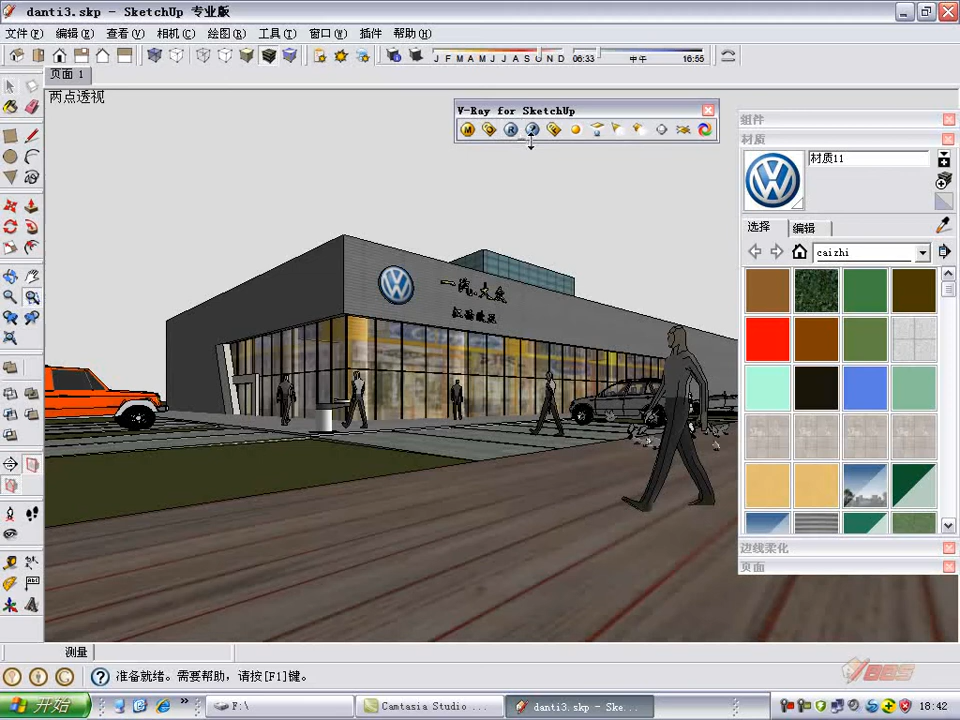 danti3.skp - SketchUp 专业版
文件(F) 编辑(E) 查看(V) 相机(C) 绘图(R) 工具(T) 窗口(W) 插件 帮助(H)
J F M A M J J A S O N D 06:33 中午 16:55
页面 1
两点透视
V-Ray for SketchUp
组件
材质
材质11
选择 编辑
caizhi
一汽大众
边线柔化
页面
测量
准备就绪。需要帮助，请按[F1]键。
开始
F:\
Camtasia Studio ...
danti3.skp - Ske...
18:42